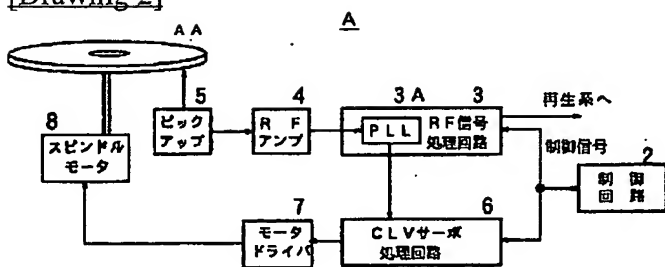 [Drawing 2]
A
A A
5
ピック
アップ
4
R F
アンプ
3 A
3
PLL
RF信号
処理回路
再生系へ
制御信号
2
制 御
回 路
8
スピンドル
モータ
7
モータ
ドライバ
6
CLVサーボ
処理回路